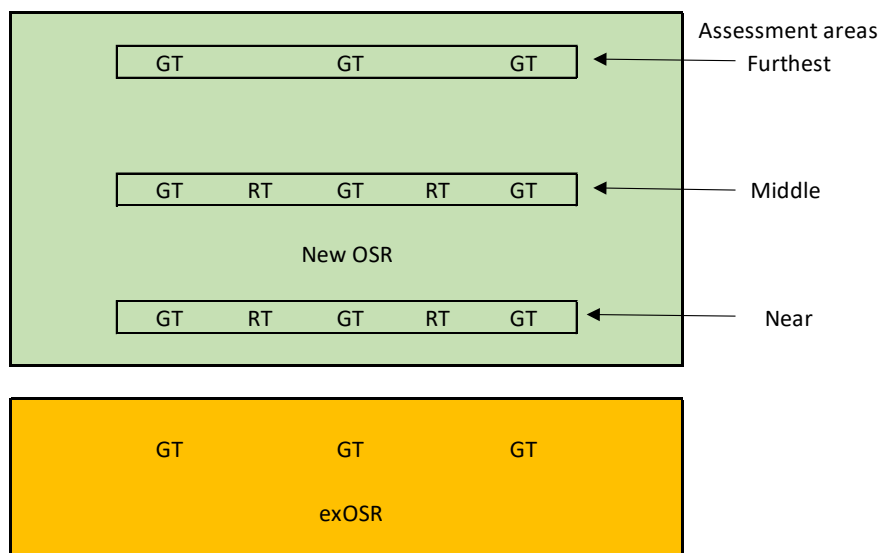 Assessment areas
GT GT GT Furthest
GT RT GT RT GT Middle
New OSR
GT RT GT RT GT Near
GT GT GT
exOSR